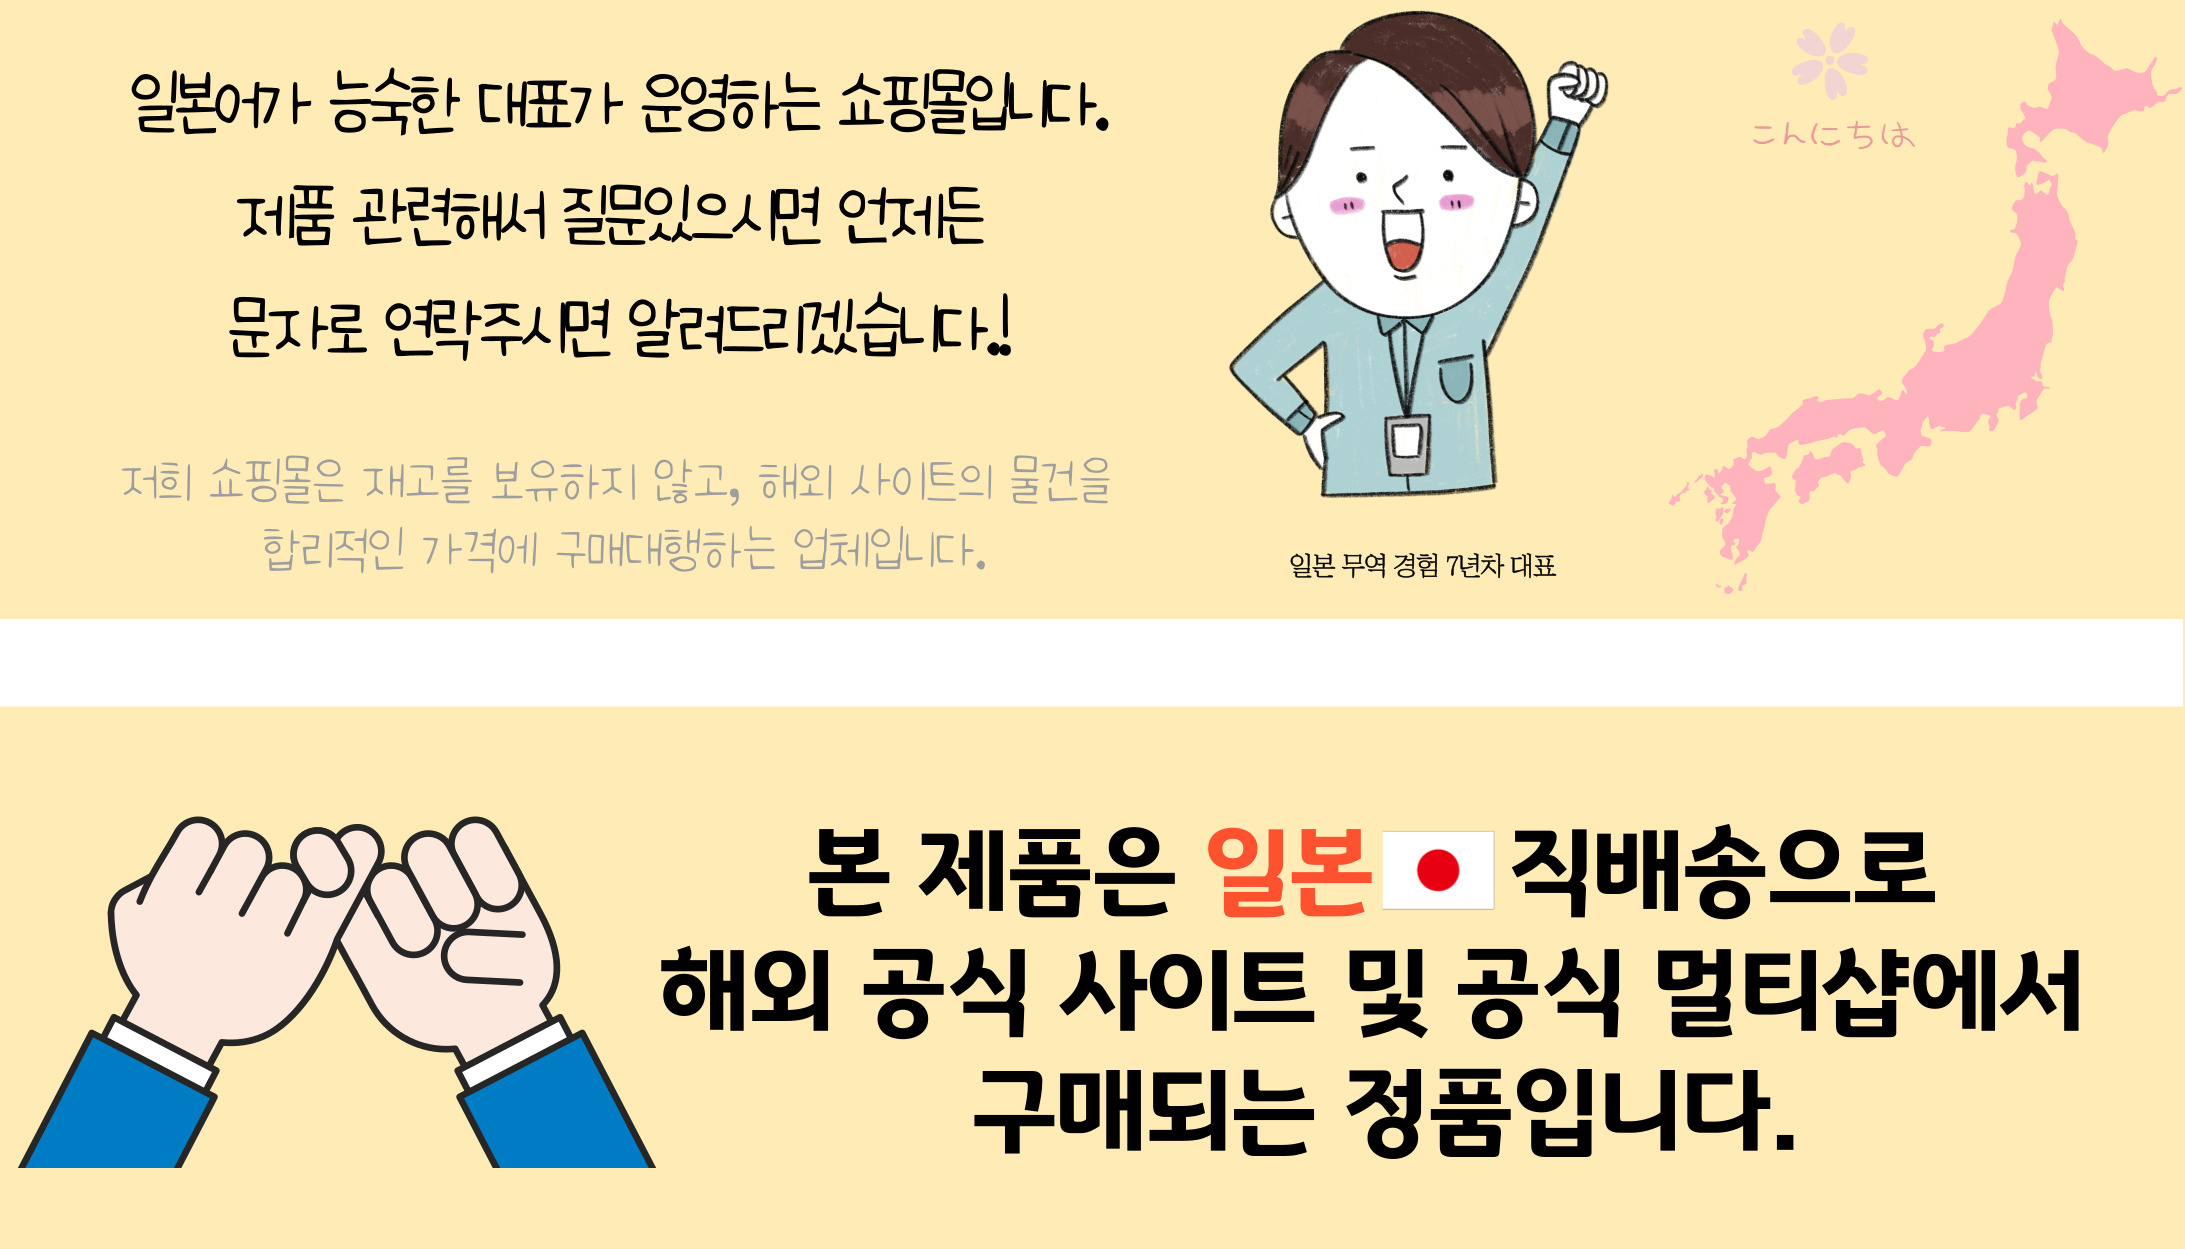 일본어가 능숙한 대표가 운영하는 쇼핑몰입니다.
제품 관련해서 질문있으시면 언제든
문자로 연락주시면 알려드리겠습니다.!
저희 쇼핑몰은 재고를 보유하지 않고, 해외 사이트의 물건을
합리적인 가격에 구매대행하는 업체입니다.
こんにちは
일본 무역 경험 7년차 대표
본 제품은 일본 직배송으로
해외 공식 사이트 및 공식 멀티샵에서
구매되는 정품입니다.